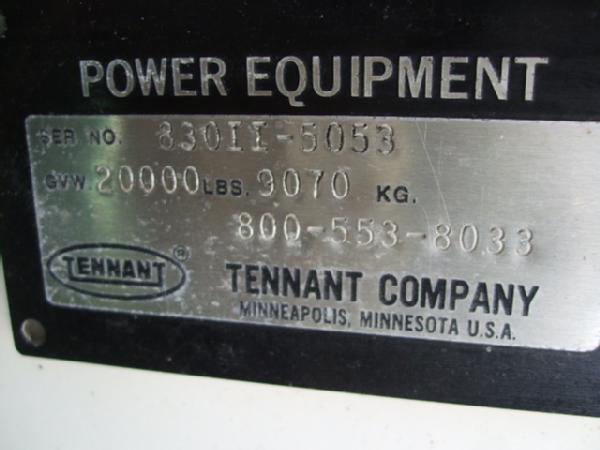 POWER EQUIPMENT
SER NO. 830II-5053
GVW. 20000 LBS. 9070 KG.
800-553-8033
TENNANT ®
TENNANT COMPANY
MINNEAPOLIS, MINNESOTA U.S.A.